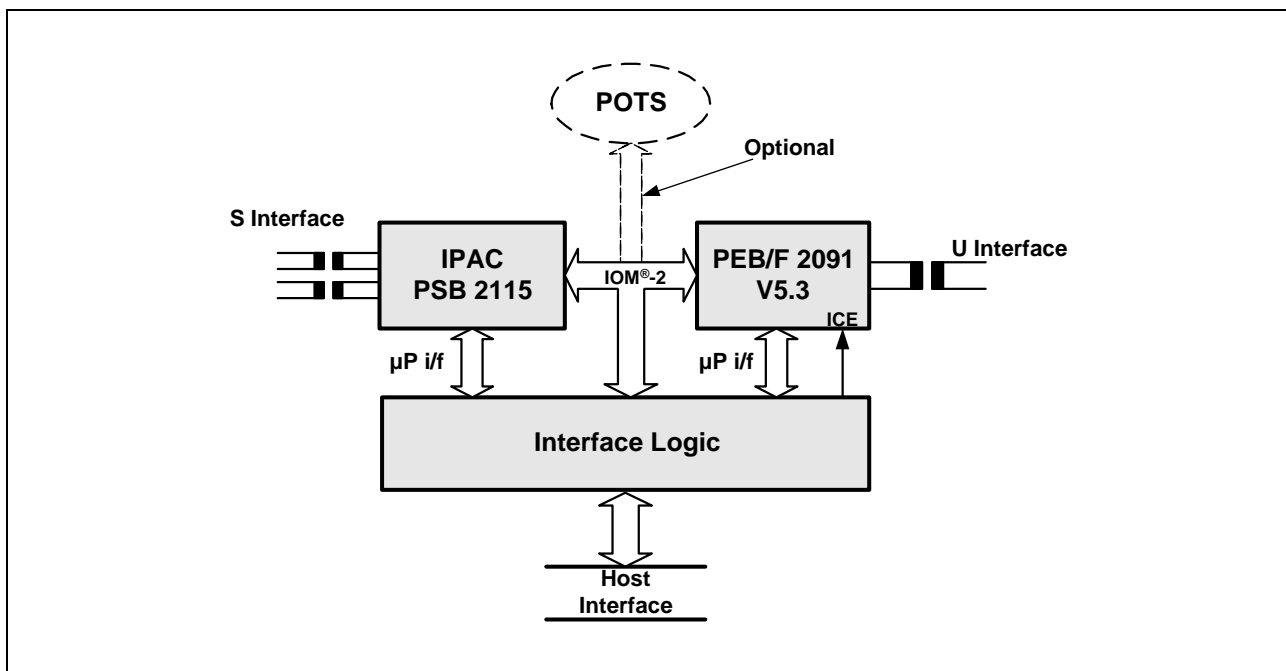 POTS
Optional
S Interface
IPAC
PSB 2115
IOM®-2
PEB/F 2091
V5.3
ICE
U Interface
µP i/f
µP i/f
Interface Logic
Host
Interface